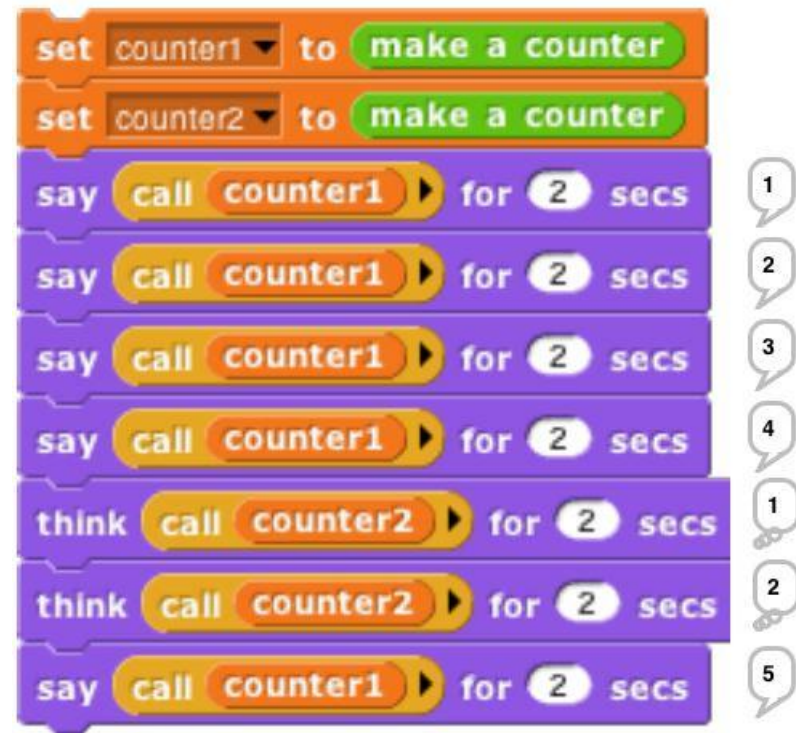 set counter1 to make a counter
set counter2 to make a counter
say call counter1 for 2 secs 1
say call counter1 for 2 secs 2
say call counter1 for 2 secs 3
say call counter1 for 2 secs 4
think call counter2 for 2 secs 1
think call counter2 for 2 secs 2
say call counter1 for 2 secs 5